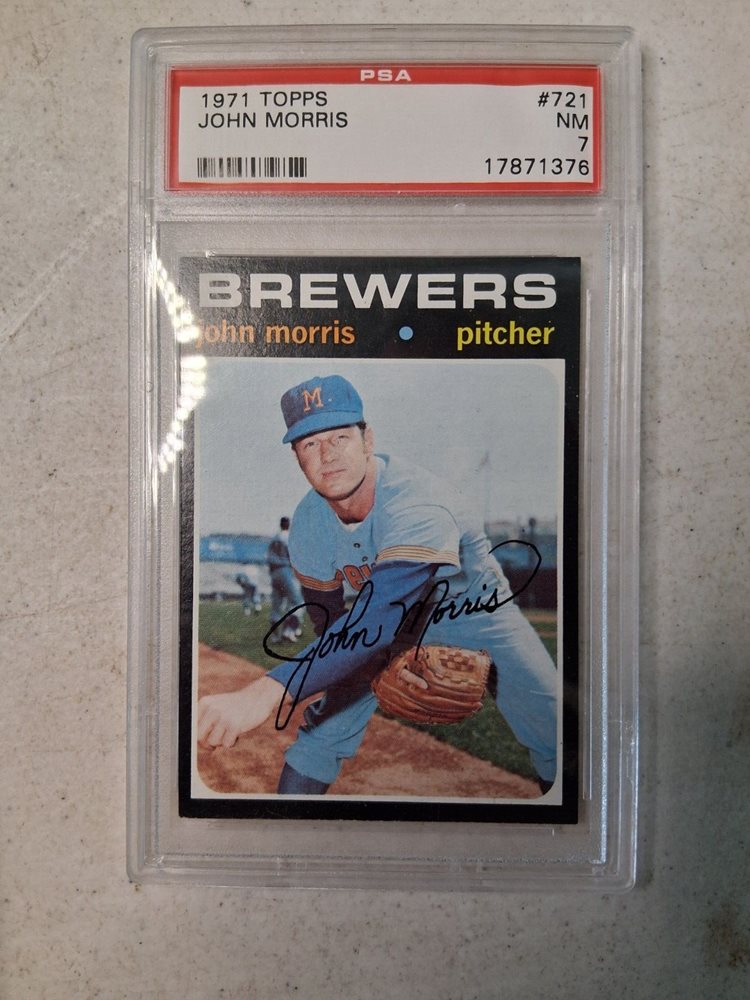 PSA
1971 TOPPS #721
JOHN MORRIS NM
7
17871376
BREWERS
john morris • pitcher
M
John Morris